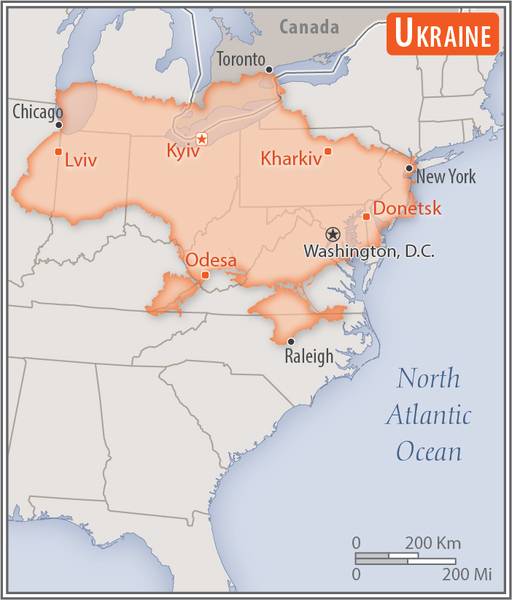 UKRAINE
Canada
Toronto
Chicago
Lviv
Kyiv
Kharkiv
New York
Donetsk
Washington, D.C.
Odesa
Raleigh
North
Atlantic
Ocean
0 200 Km
0 200 Mi